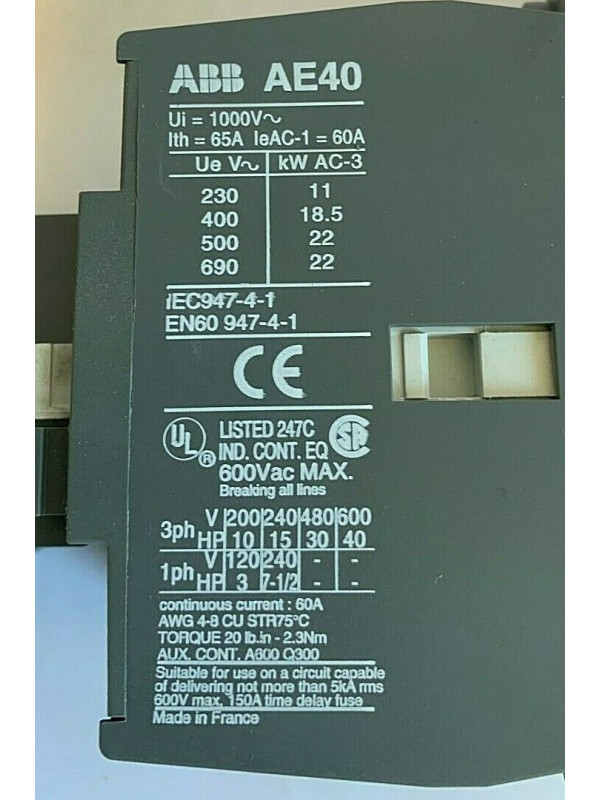 ABB AE40
Ui = 1000V~
Ith = 65A IeAC-1 = 60A
Ue V~ kW AC-3
230 11
400 18.5
500 22
690 22
IEC947-4-1
EN60 947-4-1
CE
UL ® LISTED 247C SA
IND. CONT. EQ
600Vac MAX.
Breaking all lines
3ph V 200 240 480 600
HP 10 15 30 40
1ph V 120 240 - -
HP 3 7-1/2 - -
continuous current : 60A
AWG 4-8 CU STR75°C
TORQUE 20 lb.in - 2.3Nm
AUX. CONT. A600 Q300
Suitable for use on a circuit capable
of delivering not more than 5kA rms
600V max, 150A time delay fuse
Made in France